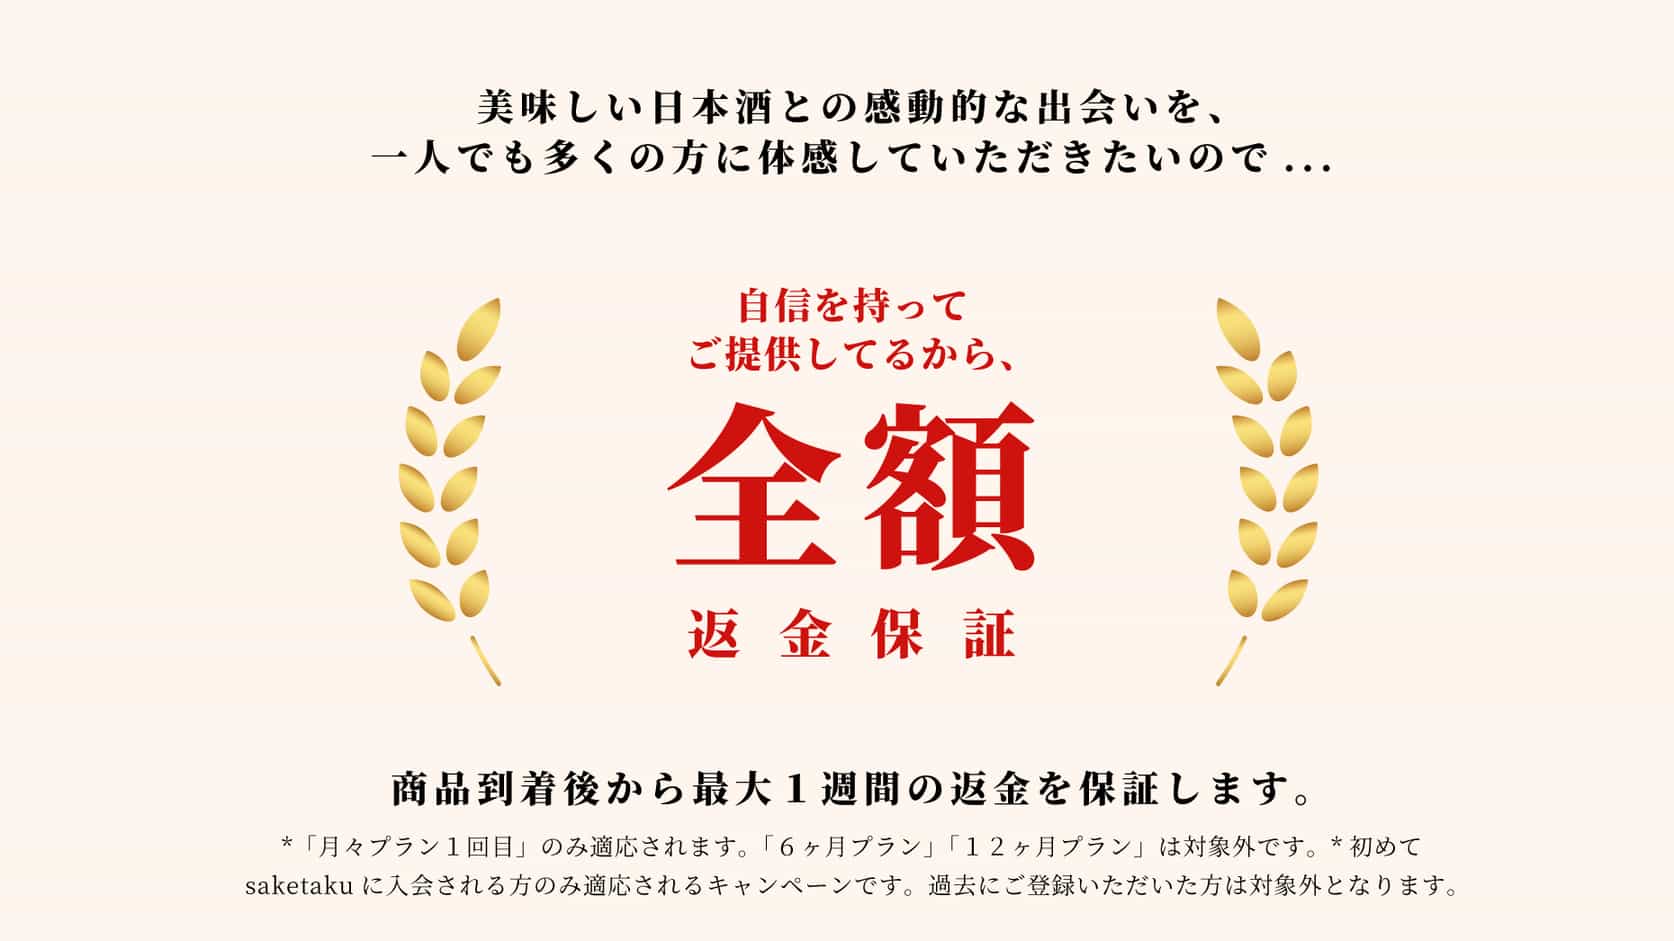 美味しい日本酒との感動的な出会いを、
一人でも多くの方に体感していただきたいので...
自信を持って
ご提供してるから、
全額
返金保証
商品到着後から最大１週間の返金を保証します。
*「月々プラン１回目」のみ適応されます。「６ヶ月プラン」「１２ヶ月プラン」は対象外です。* 初めて
saketaku に入会される方のみ適応されるキャンペーンです。過去にご登録いただいた方は対象外となります。